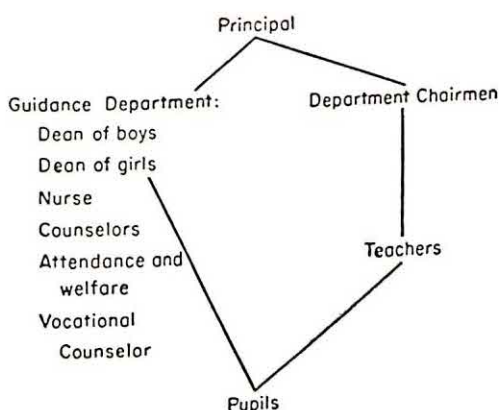 Principal
Guidance Department:
Department Chairmen
Dean of boys
Dean of girls
Nurse
Counselors
Attendance and
welfare
Teachers
Vocational
Counselor
Pupils